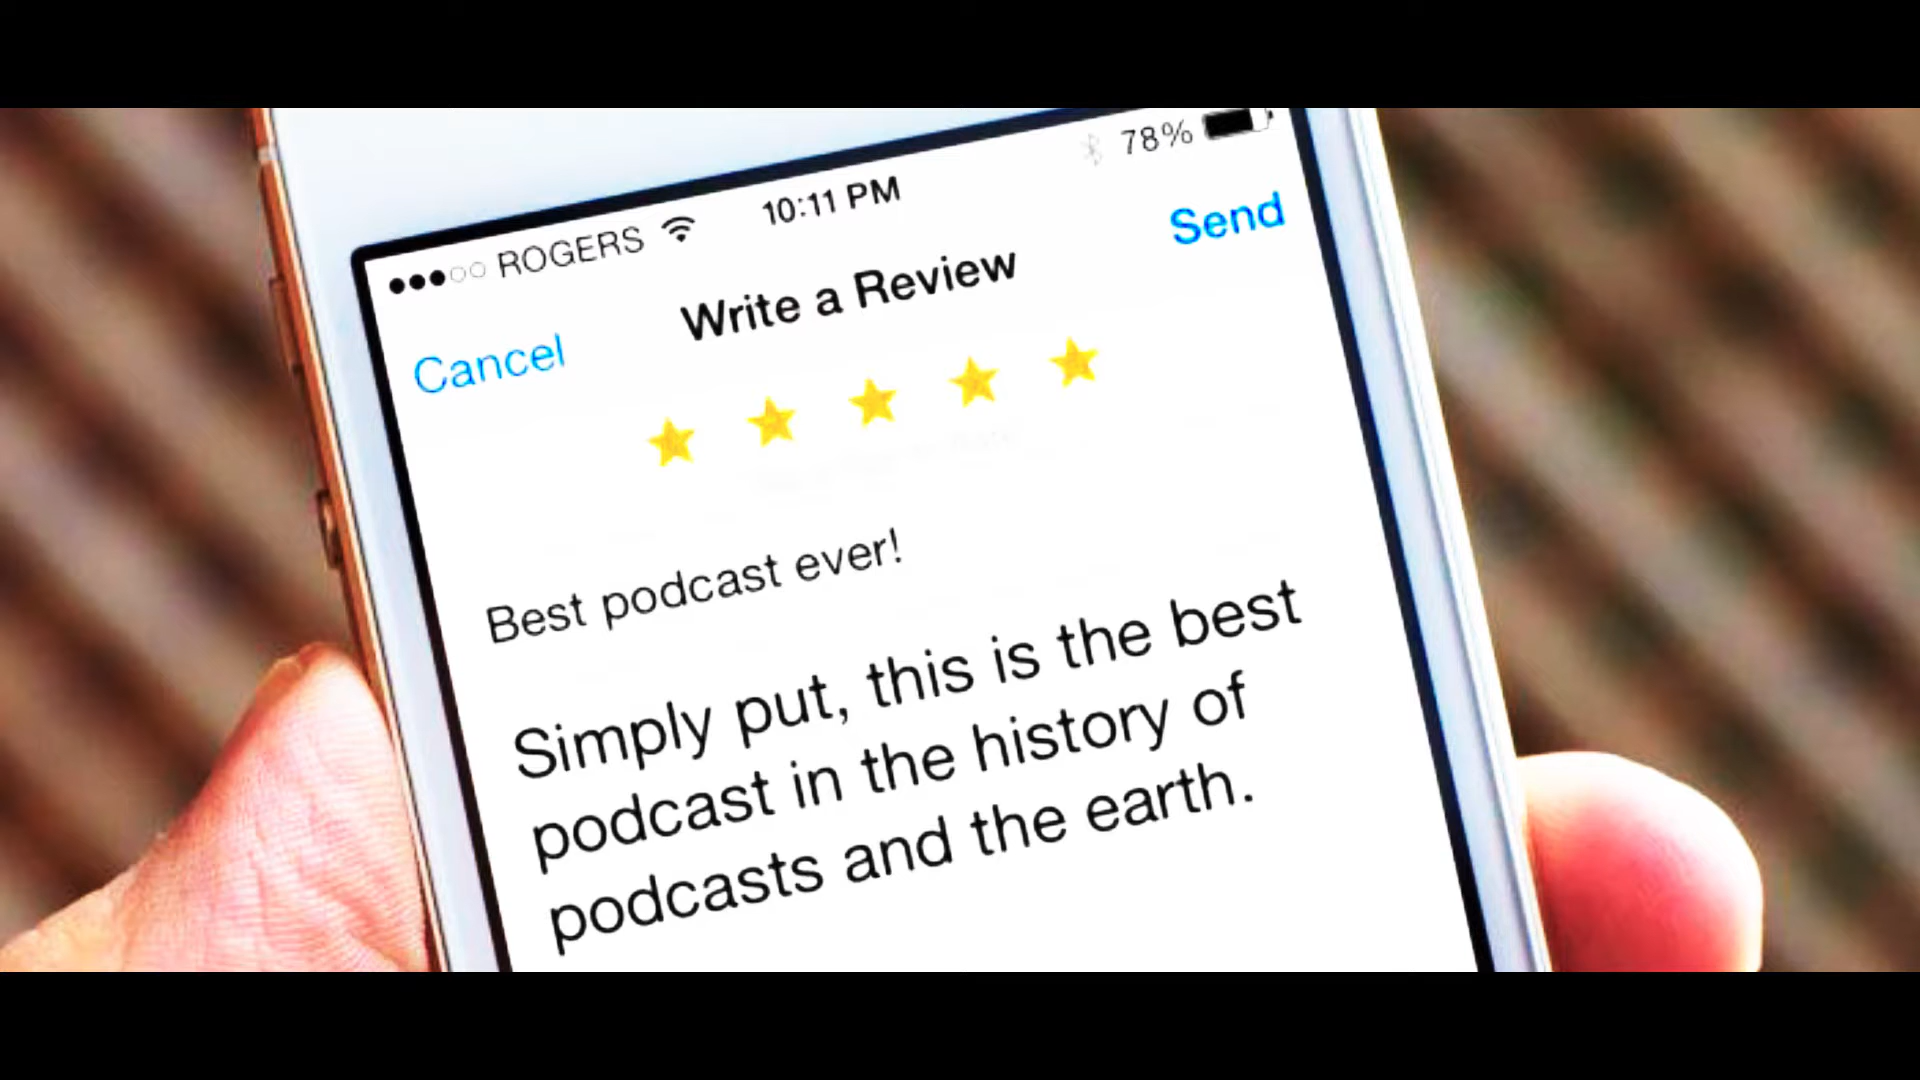 ROGERS 10:11 PM 78%
Cancel Write a Review Send
Best podcast ever!
Simply put, this is the best
podcast in the history of
podcasts and the earth.